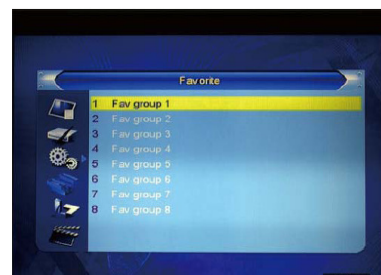 Favorite
1 Fav group 1
2 Fav group 2
3 Fav group 3
4 Fav group 4
5 Fav group 5
6 Fav group 6
7 Fav group 7
8 Fav group 8